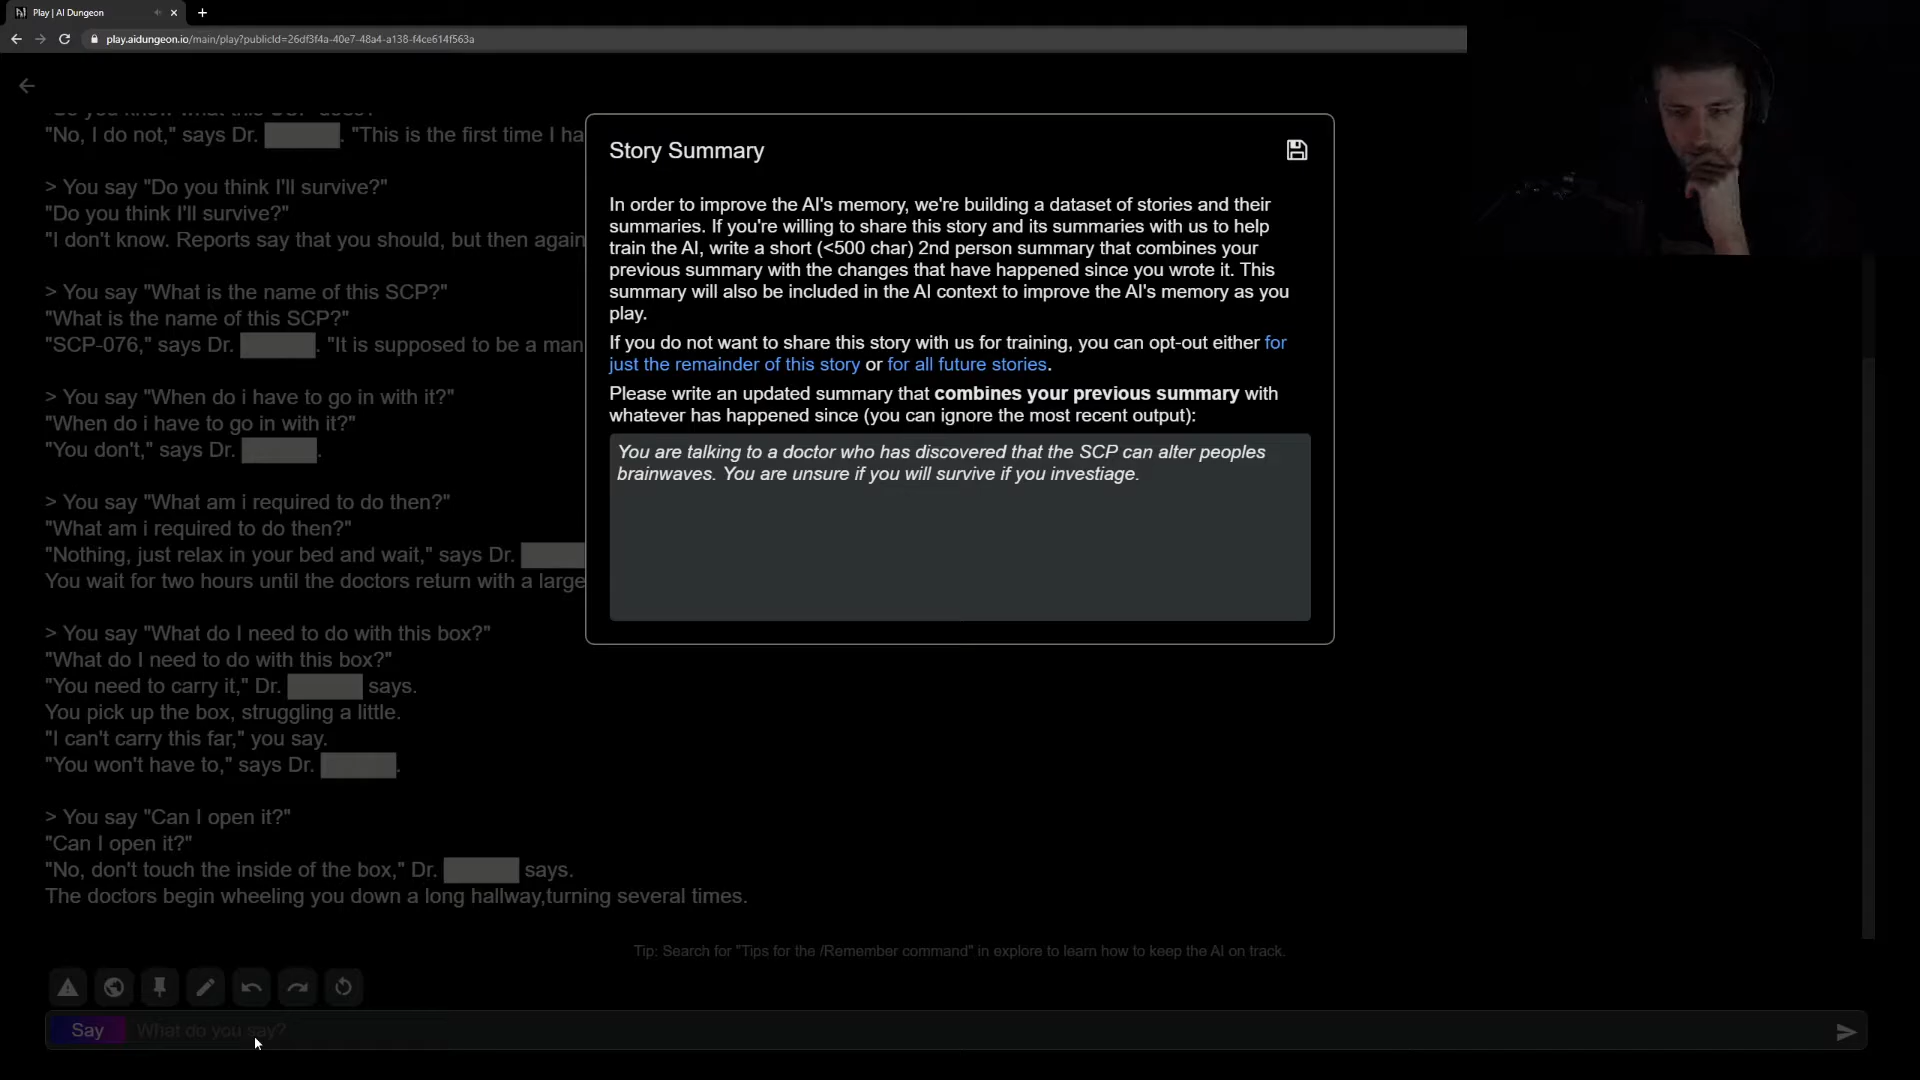 Play | AI Dungeon
play.aidungeon.io/main/play?publicId=26df3f4a-40e7-48a4-a138-f4ce614f563a
"No, I do not," says Dr. "This is the first time I ha
> You say "Do you think I'll survive?"
"Do you think I'll survive?"
"I don't know. Reports say that you should, but then again
> You say "What is the name of this SCP?"
"What is the name of this SCP?"
"SCP-076," says Dr. . "It is supposed to be a man
> You say "When do i have to go in with it?"
"When do i have to go in with it?"
"You don't," says Dr. .
> You say "What am i required to do then?"
"What am i required to do then?"
"Nothing, just relax in your bed and wait," says Dr.
You wait for two hours until the doctors return with a large
> You say "What do I need to do with this box?"
"What do I need to do with this box?"
"You need to carry it," Dr. says.
You pick up the box, struggling a little.
"I can't carry this far," you say.
"You won't have to," says Dr. .
> You say "Can I open it?"
"Can I open it?"
"No, don't touch the inside of the box," Dr. says.
The doctors begin wheeling you down a long hallway,turning several times.
Story Summary
In order to improve the AI's memory, we're building a dataset of stories and their
summaries. If you're willing to share this story and its summaries with us to help
train the AI, write a short (<500 char) 2nd person summary that combines your
previous summary with the changes that have happened since you wrote it. This
summary will also be included in the AI context to improve the AI's memory as you
play.
If you do not want to share this story with us for training, you can opt-out either for
just the remainder of this story or for all future stories.
Please write an updated summary that combines your previous summary with
whatever has happened since (you can ignore the most recent output):
You are talking to a doctor who has discovered that the SCP can alter peoples
brainwaves. You are unsure if you will survive if you investiage.
Tip: Search for "Tips for the /Remember command" in explore to learn how to keep the AI on track.
Say What do you say?